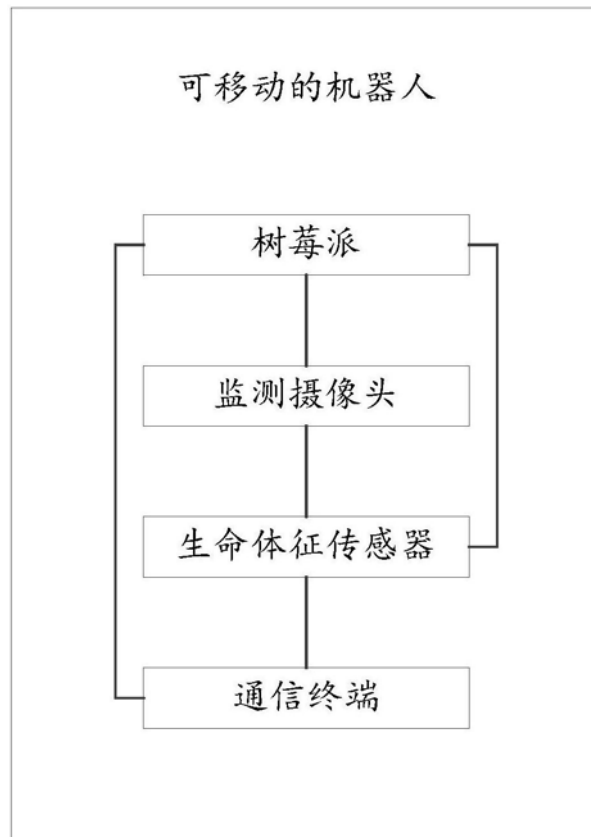 可移动的机器人
树莓派
监测摄像头
生命体征传感器
通信终端